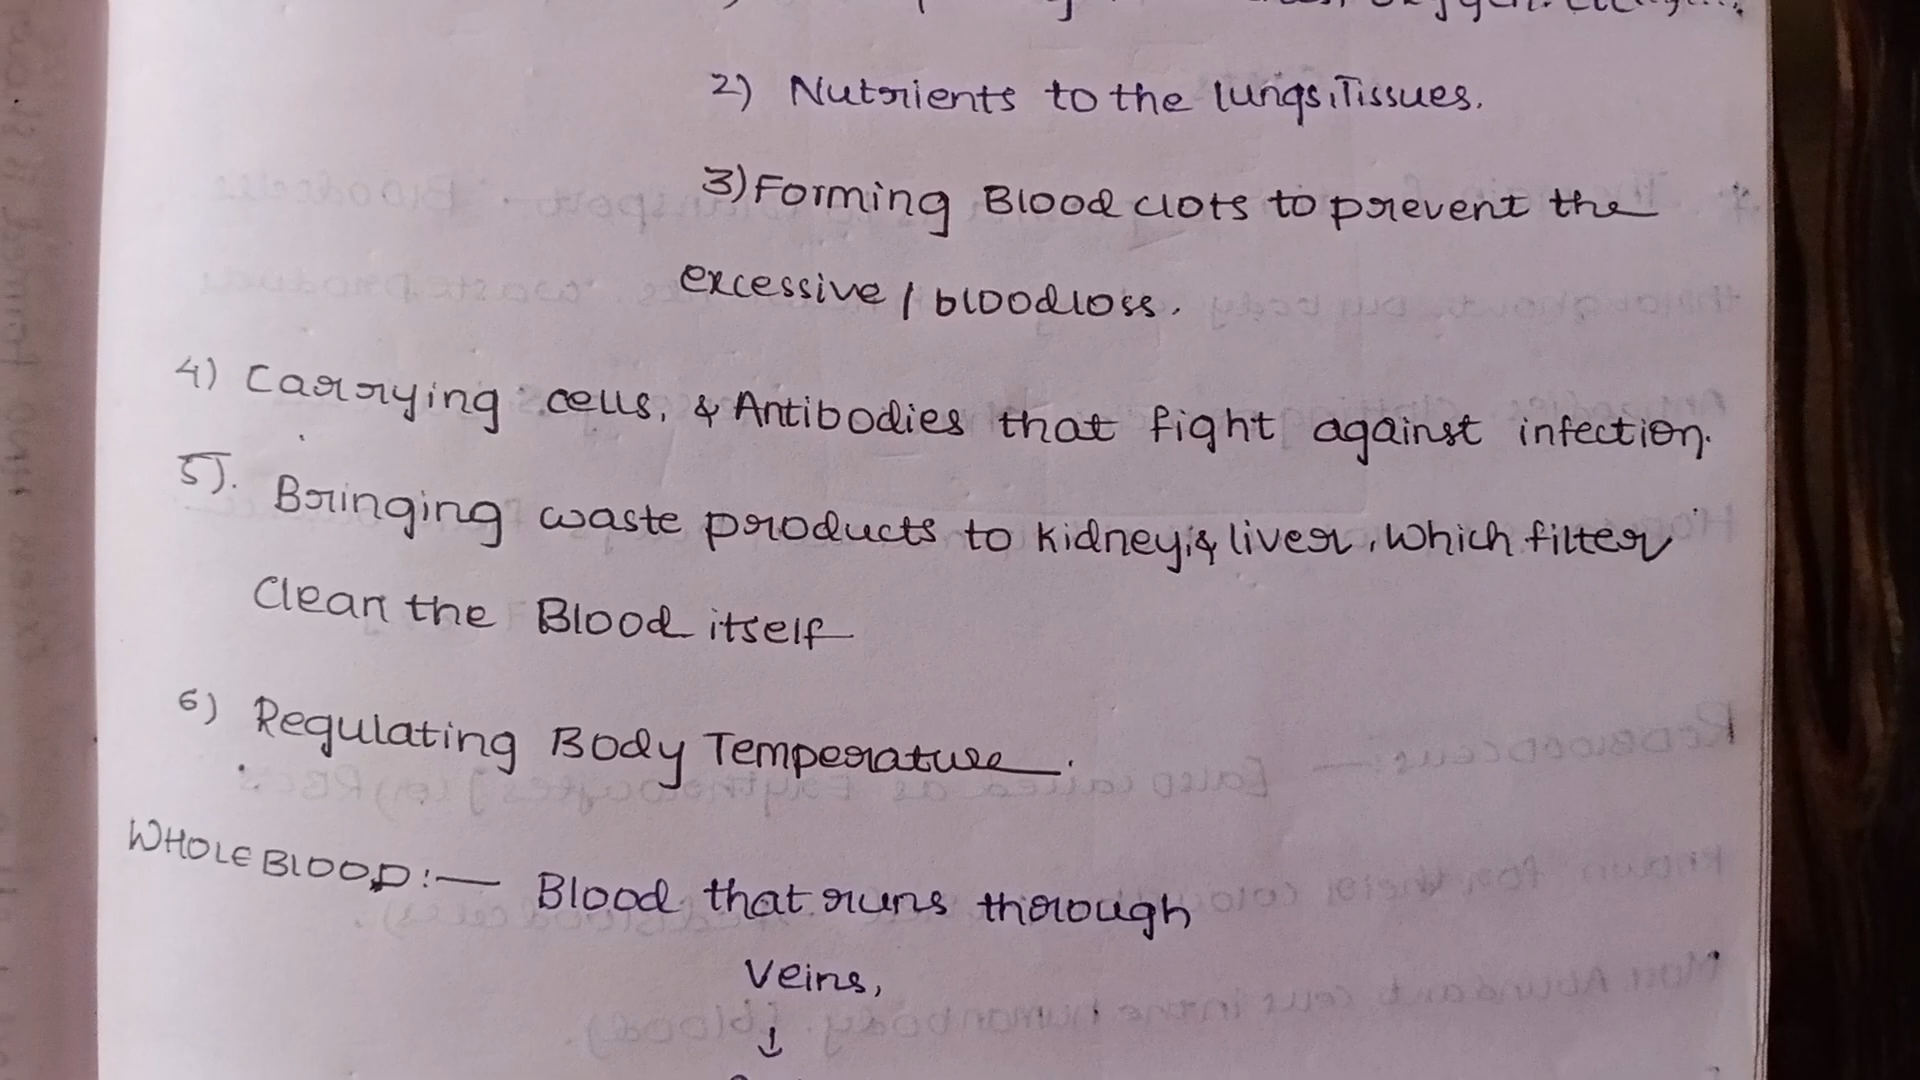 2) Nutrients to the lungs, Tissues.
3) Forming Blood clots to prevent the
excessive / bloodloss.
4) Carrying cells, & Antibodies that fight against infection.
5). Bringing waste products to kidney, & liver, which filter
Clean the Blood itself
6) Regulating Body Temperature.
WHOLE BLOOD :— Blood that runs through
Veins,
↓